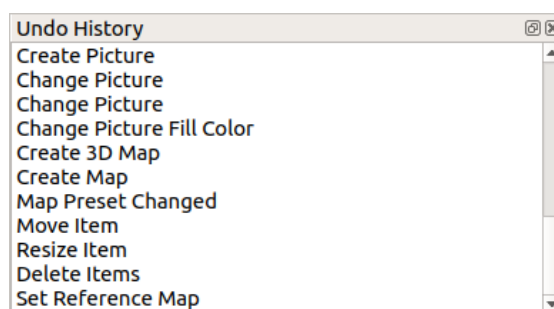 Undo History
Create Picture
Change Picture
Change Picture
Change Picture Fill Color
Create 3D Map
Create Map
Map Preset Changed
Move Item
Resize Item
Delete Items
Set Reference Map